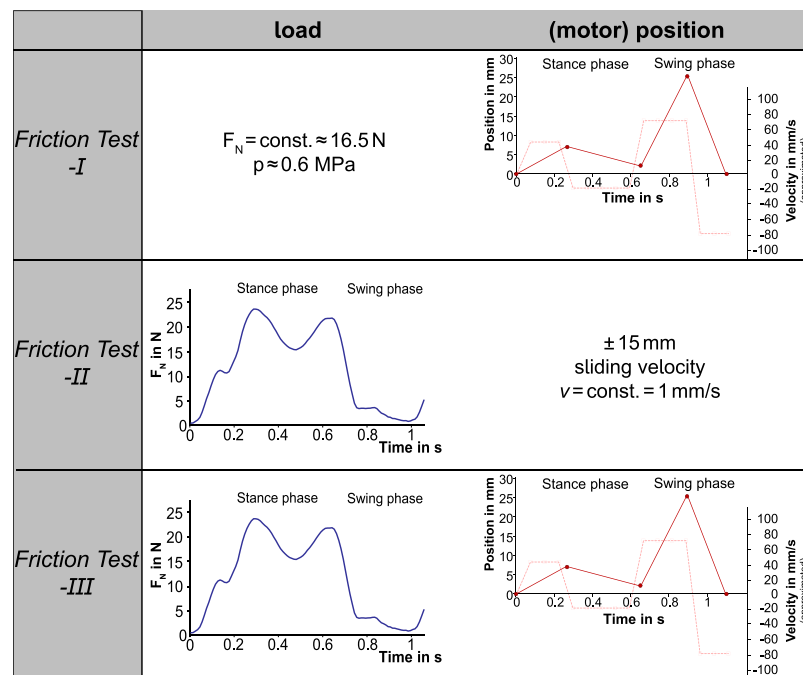 load
(motor) position
Friction Test
-I
F_N = const. ≈ 16.5 N
p ≈ 0.6 MPa
Stance phase
Swing phase
Position in mm
30
25
20
15
10
5
0
0
0.2
0.4
0.6
0.8
1
Time in s
100
80
60
40
20
0
-20
-40
-60
-80
-100
Velocity in mm/s
(approximated)
Friction Test
-II
Stance phase
Swing phase
F_N in N
25
20
15
10
5
0
0
0.2
0.4
0.6
0.8
1
Time in s
± 15 mm
sliding velocity
v = const. = 1 mm/s
Friction Test
-III
Stance phase
Swing phase
F_N in N
25
20
15
10
5
0
0
0.2
0.4
0.6
0.8
1
Time in s
Stance phase
Swing phase
Position in mm
30
25
20
15
10
5
0
0
0.2
0.4
0.6
0.8
1
Time in s
100
80
60
40
20
0
-20
-40
-60
-80
-100
Velocity in mm/s
(approximated)